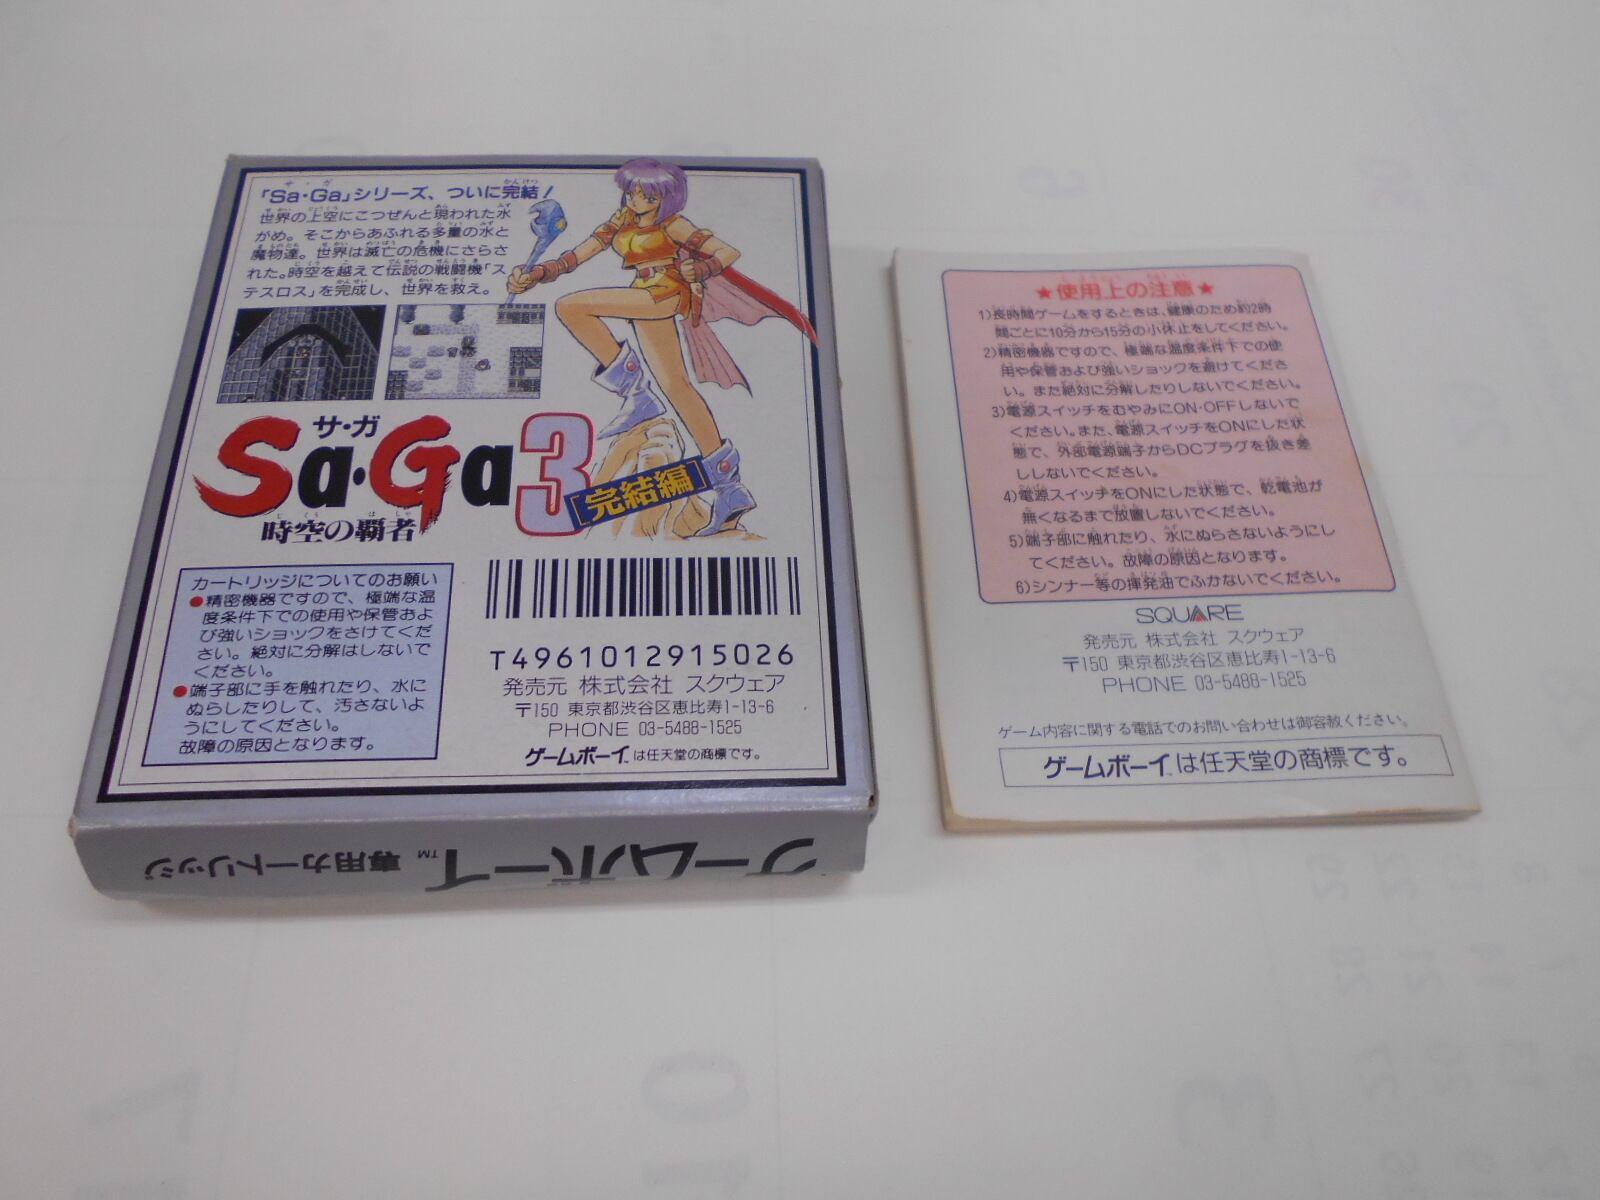 「Sa・Ga」シリーズ、ついに完結！
世界の上空にこつぜんと現われた水
がめ。そこからあふれる多量の水と
魔物達。世界は滅亡の危機にさらさ
れた。時空を越えて伝説の戦闘機「ス
テスロス」を完成し、世界を救え。
サ・ガ
Sa・Ga3
[完結編]
時空の覇者
カートリッジについてのお願い
●精密機器ですので、極端な温
度条件下での使用や保管およ
び強いショックをさけてくだ
さい。絶対に分解はしないで
ください。
●端子部に手を触れたり、水に
ぬらしたりして、汚さないよ
うにしてください。
故障の原因となります。
T4961012915026
発売元 株式会社 スクウェア
〒150 東京都渋谷区恵比寿1-13-6
PHONE 03-5488-1525
ゲームボーイ™は任天堂の商標です。
ゲームボーイ™専用カートリッジ
★使用上の注意★
1)長時間ゲームをするときは、健康のため約2時
間ごとに10分から15分の小休止をしてください。
2)精密機器ですので、極端な温度条件下での使
用や保管および強いショックを避けてくださ
い。また絶対に分解したりしないでください。
3)電源スイッチをむやみにON・OFFしないで
ください。また、電源スイッチをONにした状
態で、外部電源端子からDCプラグを抜き差
ししないでください。
4)電源スイッチをONにした状態で、乾電池が
無くなるまで放置しないでください。
5)端子部に触れたり、水にぬらさないようにし
てください。故障の原因となります。
6)シンナー等の揮発油でふかないでください。
SQUARE
発売元 株式会社 スクウェア
〒150 東京都渋谷区恵比寿1-13-6
PHONE 03-5488-1525
ゲーム内容に関する電話でのお問い合わせは御容赦ください。
ゲームボーイ™は任天堂の商標です。